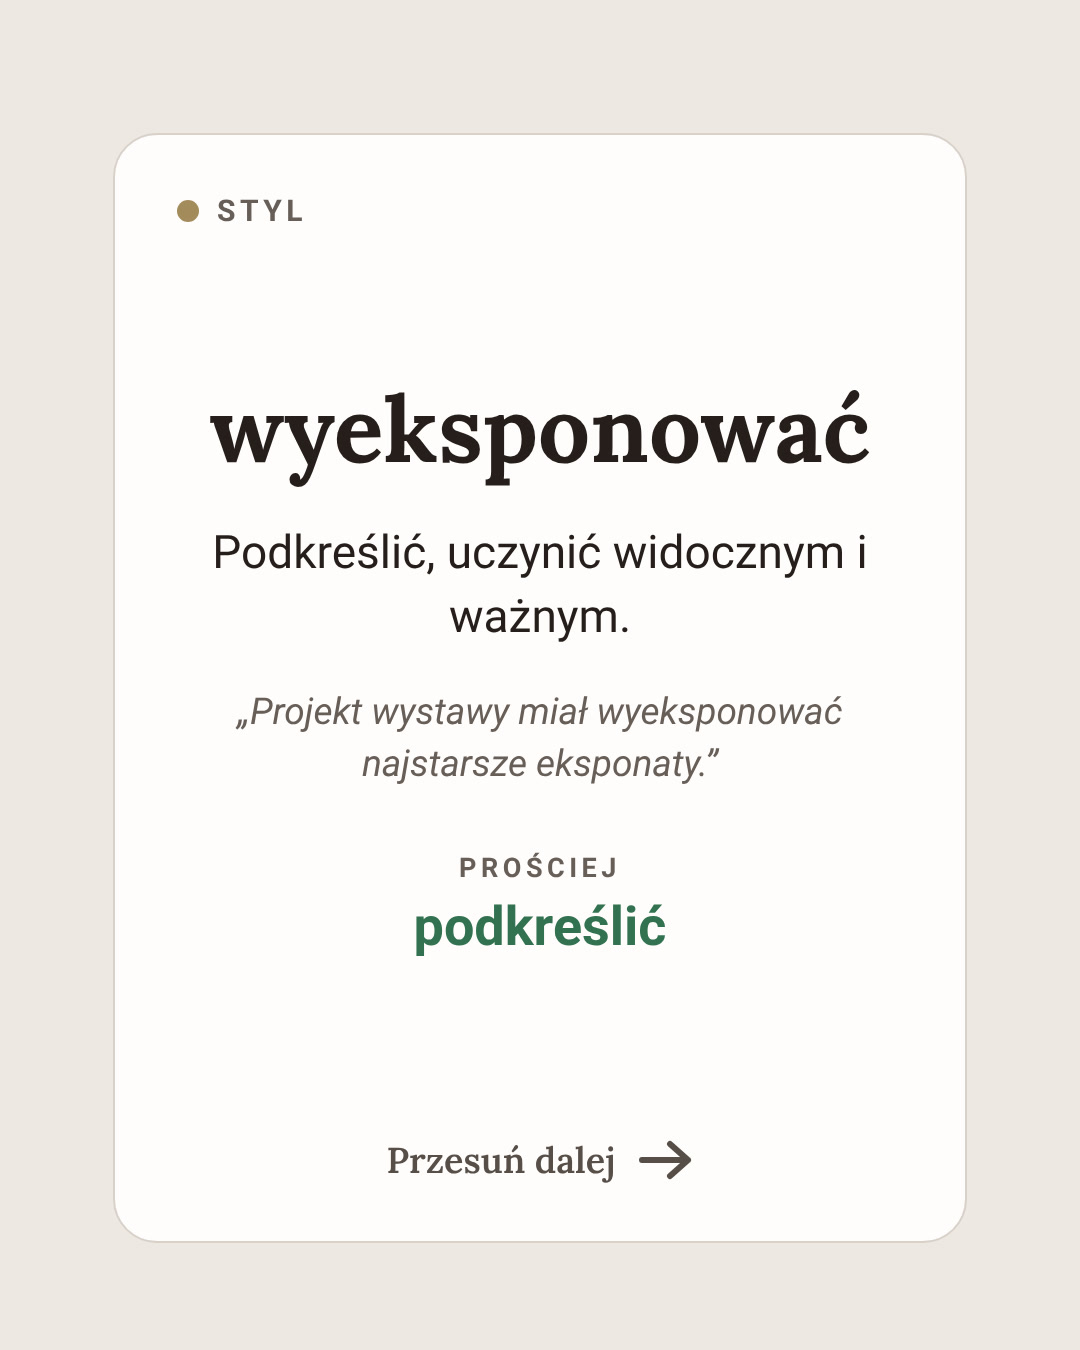 STYL
wyeksponować
Podkreślić, uczynić widocznym i
ważnym.
„Projekt wystawy miał wyeksponować
najstarsze eksponaty.”
PROŚCIEJ
podkreślić
Przesuń dalej